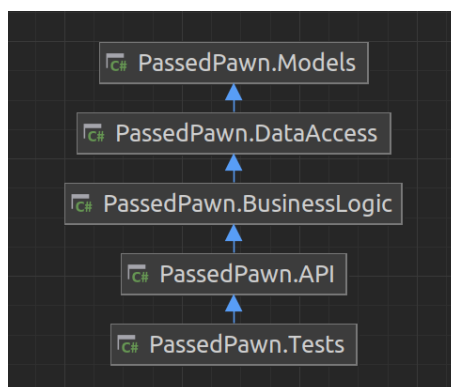 C# PassedPawn.Models
C# PassedPawn.DataAccess
C# PassedPawn.BusinessLogic
C# PassedPawn.API
C# PassedPawn.Tests